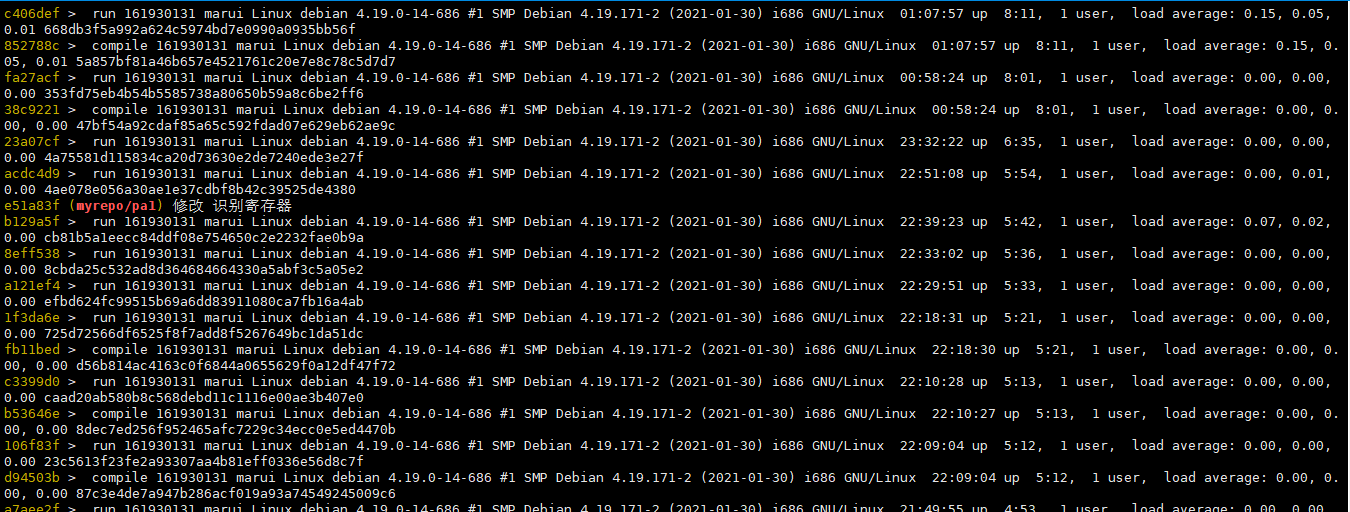 c406def >  run 161930131 marui Linux debian 4.19.0-14-686 #1 SMP Debian 4.19.171-2 (2021-01-30) i686 GNU/Linux  01:07:57 up  8:11,  1 user,  load average: 0.15, 0.05,
0.01 668db3f5a992a624c5974bd7e0990a0935bb56f
852788c >  compile 161930131 marui Linux debian 4.19.0-14-686 #1 SMP Debian 4.19.171-2 (2021-01-30) i686 GNU/Linux  01:07:57 up  8:11,  1 user,  load average: 0.15, 0.
05, 0.01 5a857bf81a46b657e4521761c20e7e8c78c5d7d7
fa27acf >  run 161930131 marui Linux debian 4.19.0-14-686 #1 SMP Debian 4.19.171-2 (2021-01-30) i686 GNU/Linux  00:58:24 up  8:01,  1 user,  load average: 0.00, 0.00,
0.00 353fd75eb4b54b5585738a80650b59a8c6be2ff6
38c9221 >  compile 161930131 marui Linux debian 4.19.0-14-686 #1 SMP Debian 4.19.171-2 (2021-01-30) i686 GNU/Linux  00:58:24 up  8:01,  1 user,  load average: 0.00, 0.
00, 0.00 47bf54a92cdaf85a65c592fdad07e629eb62ae9c
23a07cf >  run 161930131 marui Linux debian 4.19.0-14-686 #1 SMP Debian 4.19.171-2 (2021-01-30) i686 GNU/Linux  23:32:22 up  6:35,  1 user,  load average: 0.00, 0.00,
0.00 4a75581d115834ca20d73630e2de7240ede3e27f
acdc4d9 >  run 161930131 marui Linux debian 4.19.0-14-686 #1 SMP Debian 4.19.171-2 (2021-01-30) i686 GNU/Linux  22:51:08 up  5:54,  1 user,  load average: 0.00, 0.01,
0.00 4ae078e056a30ae1e37cdbf8b42c39525de4380
e51a83f (myrepo/pa1) 修改 识别寄存器
b129a5f >  run 161930131 marui Linux debian 4.19.0-14-686 #1 SMP Debian 4.19.171-2 (2021-01-30) i686 GNU/Linux  22:39:23 up  5:42,  1 user,  load average: 0.07, 0.02,
0.00 cb81b5a1eecc84ddf08e754650c2e2232fae0b9a
8eff538 >  run 161930131 marui Linux debian 4.19.0-14-686 #1 SMP Debian 4.19.171-2 (2021-01-30) i686 GNU/Linux  22:33:02 up  5:36,  1 user,  load average: 0.00, 0.00,
0.00 8cbda25c532ad8d364684664330a5abf3c5a05e2
a121ef4 >  run 161930131 marui Linux debian 4.19.0-14-686 #1 SMP Debian 4.19.171-2 (2021-01-30) i686 GNU/Linux  22:29:51 up  5:33,  1 user,  load average: 0.00, 0.00,
0.00 efbd624fc99515b69a6dd83911080ca7fb16a4ab
1f3da6e >  run 161930131 marui Linux debian 4.19.0-14-686 #1 SMP Debian 4.19.171-2 (2021-01-30) i686 GNU/Linux  22:18:31 up  5:21,  1 user,  load average: 0.00, 0.00,
0.00 725d72566df6525f8f7add8f5267649bc1da51dc
fb11bed >  compile 161930131 marui Linux debian 4.19.0-14-686 #1 SMP Debian 4.19.171-2 (2021-01-30) i686 GNU/Linux  22:18:30 up  5:21,  1 user,  load average: 0.00, 0.
00, 0.00 d56b814ac4163c0f6844a0655629f0a12df47f72
c3399d0 >  run 161930131 marui Linux debian 4.19.0-14-686 #1 SMP Debian 4.19.171-2 (2021-01-30) i686 GNU/Linux  22:10:28 up  5:13,  1 user,  load average: 0.00, 0.00,
0.00 caad20ab580b8c568debd11c1116e00ae3b407e0
b53646e >  compile 161930131 marui Linux debian 4.19.0-14-686 #1 SMP Debian 4.19.171-2 (2021-01-30) i686 GNU/Linux  22:10:27 up  5:13,  1 user,  load average: 0.00, 0.
00, 0.00 8dec7ed256f952465afc7229c34ecc0e5ed4470b
106f83f >  run 161930131 marui Linux debian 4.19.0-14-686 #1 SMP Debian 4.19.171-2 (2021-01-30) i686 GNU/Linux  22:09:04 up  5:12,  1 user,  load average: 0.00, 0.00,
0.00 23c5613f23fe2a93307aa4b81eff0336e56d8c7f
d94503b >  compile 161930131 marui Linux debian 4.19.0-14-686 #1 SMP Debian 4.19.171-2 (2021-01-30) i686 GNU/Linux  22:09:04 up  5:12,  1 user,  load average: 0.00, 0.
00, 0.00 87c3e4de7a947b286acf019a93a74549245009c6
a7aee2f >  run 161930131 marui Linux debian 4.19.0-14-686 #1 SMP Debian 4.19.171-2 (2021-01-30) i686 GNU/Linux  21:49:55 up  4:53,  1 user,  load average: 0.00, 0.00,